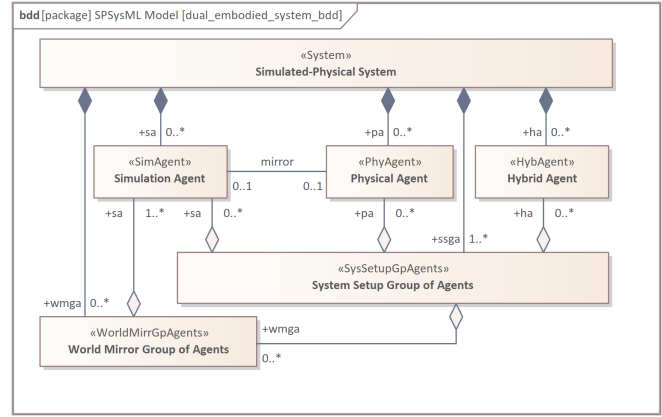 bdd [package] SPSysML Model [dual_embodied_system_bdd]
«System»
Simulated-Physical System
+sa 0..*
+pa 0..*
+ha 0..*
«SimAgent»
Simulation Agent
mirror
0..1
0..1
«PhyAgent»
Physical Agent
«HybAgent»
Hybrid Agent
+sa 1..*
+sa 0..*
+pa 0..*
+ssga 1..*
+ha 0..*
«SysSetupGpAgents»
System Setup Group of Agents
+wmga 0..*
«WorldMirrGpAgents»
World Mirror Group of Agents
+wmga
0..*